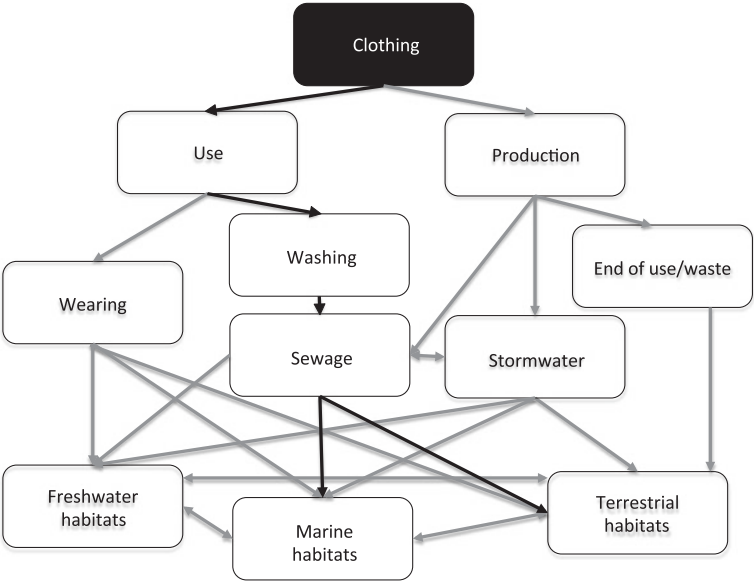 Clothing
Use
Production
Washing
End of use/waste
Wearing
Sewage
Stormwater
Freshwater
habitats
Marine
habitats
Terrestrial
habitats